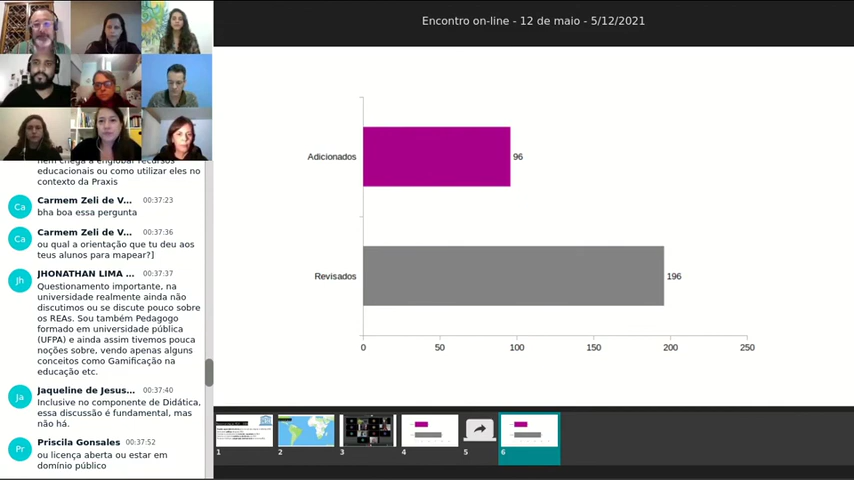 Encontro on-line - 12 de maio - 5/12/2021
nem chega a englobar recursos
educacionais ou como utilizar eles no
contexto da Praxis
Ca
Carmem Zeli de V... 00:37:23
bha boa essa pergunta
Ca
Carmem Zeli de V... 00:37:36
ou qual a orientação que tu deu aos
teus alunos para mapear?]
Jh
JHONATHAN LIMA ... 00:37:37
Questionamento importante, na
universidade realmente ainda não
discutimos ou se discute pouco sobre
os REAs. Sou também Pedagogo
formado em universidade pública
(UFPA) e ainda assim tivemos pouca
noções sobre, vendo apenas alguns
conceitos como Gamificação na
educação etc.
Ja
Jaqueline de Jesus... 00:37:40
Inclusive no componente de Didática,
essa discussão é fundamental, mas
não há.
Pr
Priscila Gonsales 00:37:52
ou licença aberta ou estar em
domínio público
Adicionados
96
Revisados
196
0 50 100 150 200 250
1 2 3 4 5 6